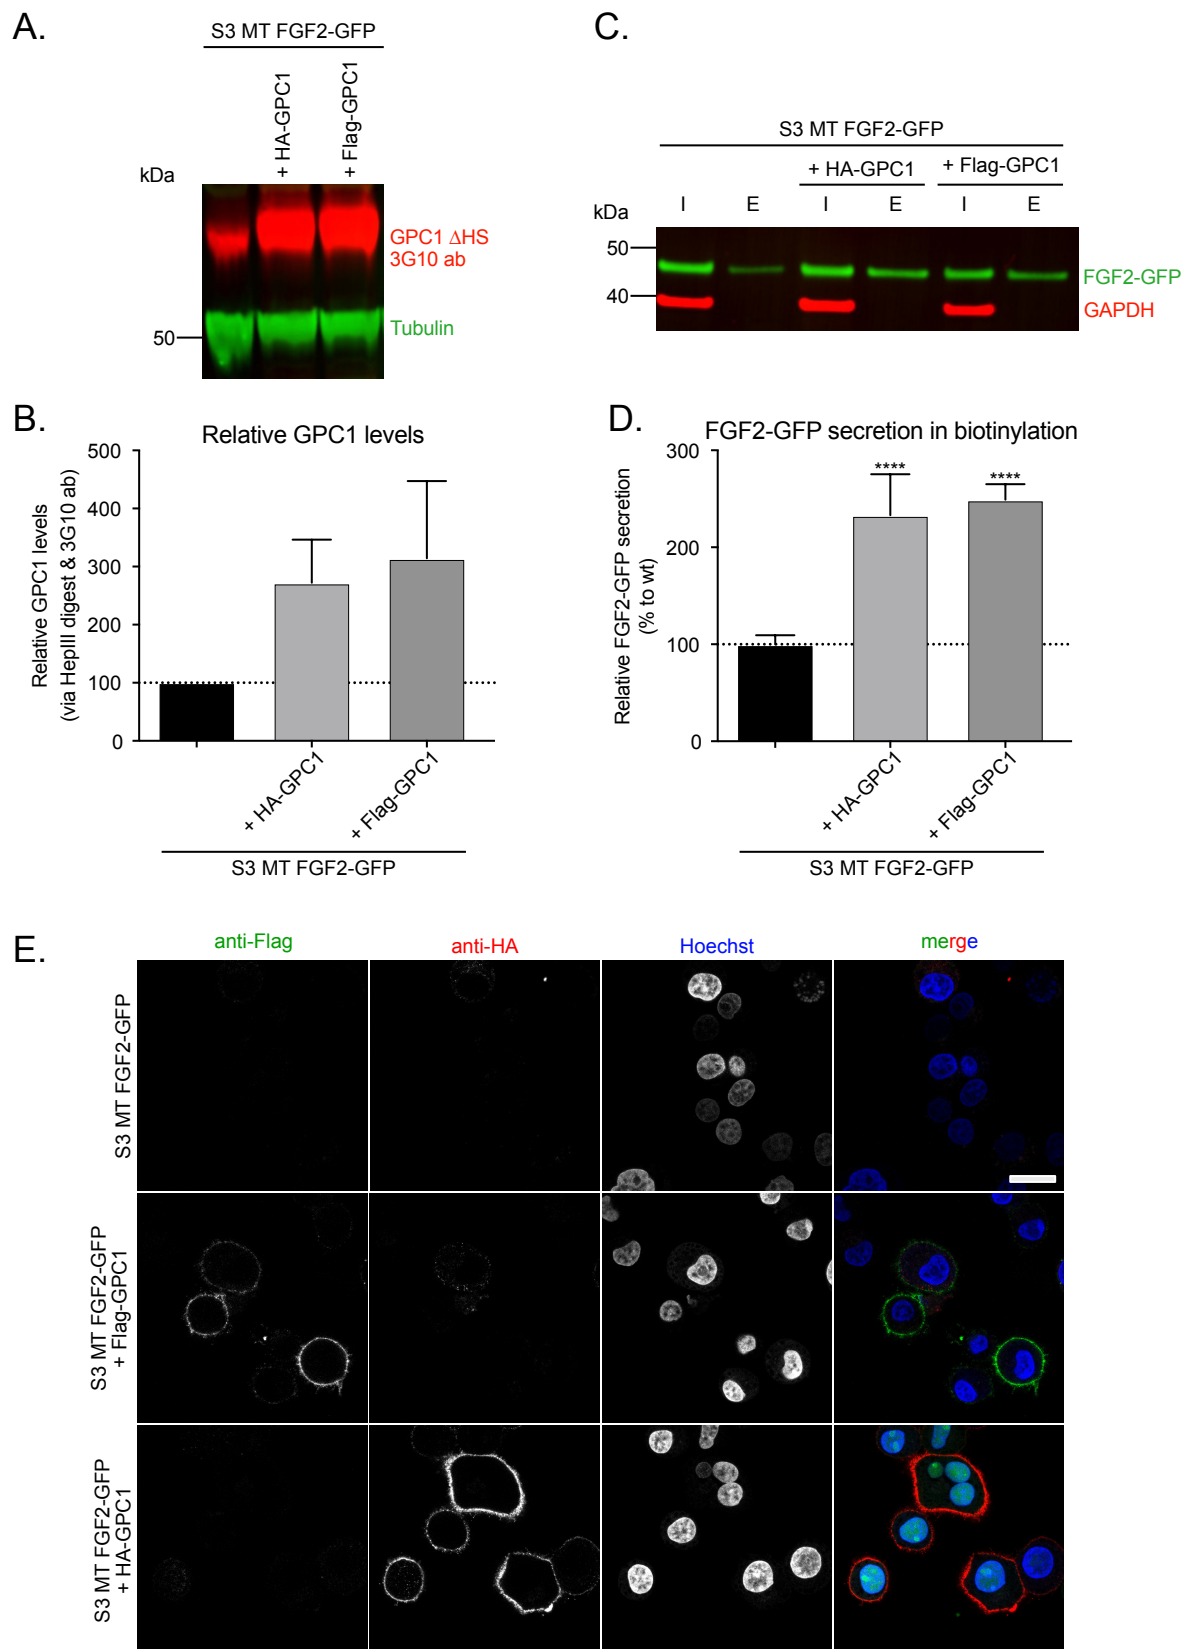 A.
S3 MT FGF2-GFP
+ HA-GPC1
+ Flag-GPC1
kDa
50
GPC1 ΔHS
3G10 ab
Tubulin
C.
S3 MT FGF2-GFP
+ HA-GPC1
+ Flag-GPC1
I
E
I
E
I
E
kDa
50
40
FGF2-GFP
GAPDH
B.
Relative GPC1 levels
Relative GPC1 levels
(via HepIII digest & 3G10 ab)
500
400
300
200
100
0
+ HA-GPC1
+ Flag-GPC1
S3 MT FGF2-GFP
D.
FGF2-GFP secretion in biotinylation
Relative FGF2-GFP secretion
(% to wt)
300
200
100
0
****
****
+ HA-GPC1
+ Flag-GPC1
S3 MT FGF2-GFP
E.
anti-Flag
anti-HA
Hoechst
merge
S3 MT FGF2-GFP
S3 MT FGF2-GFP
+ Flag-GPC1
S3 MT FGF2-GFP
+ HA-GPC1